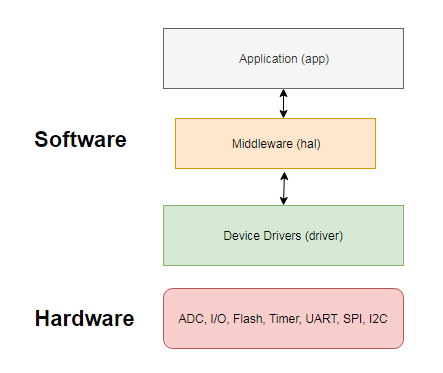 Application (app)
Software
Middleware (hal)
Device Drivers (driver)
Hardware
ADC, I/O, Flash, Timer, UART, SPI, I2C